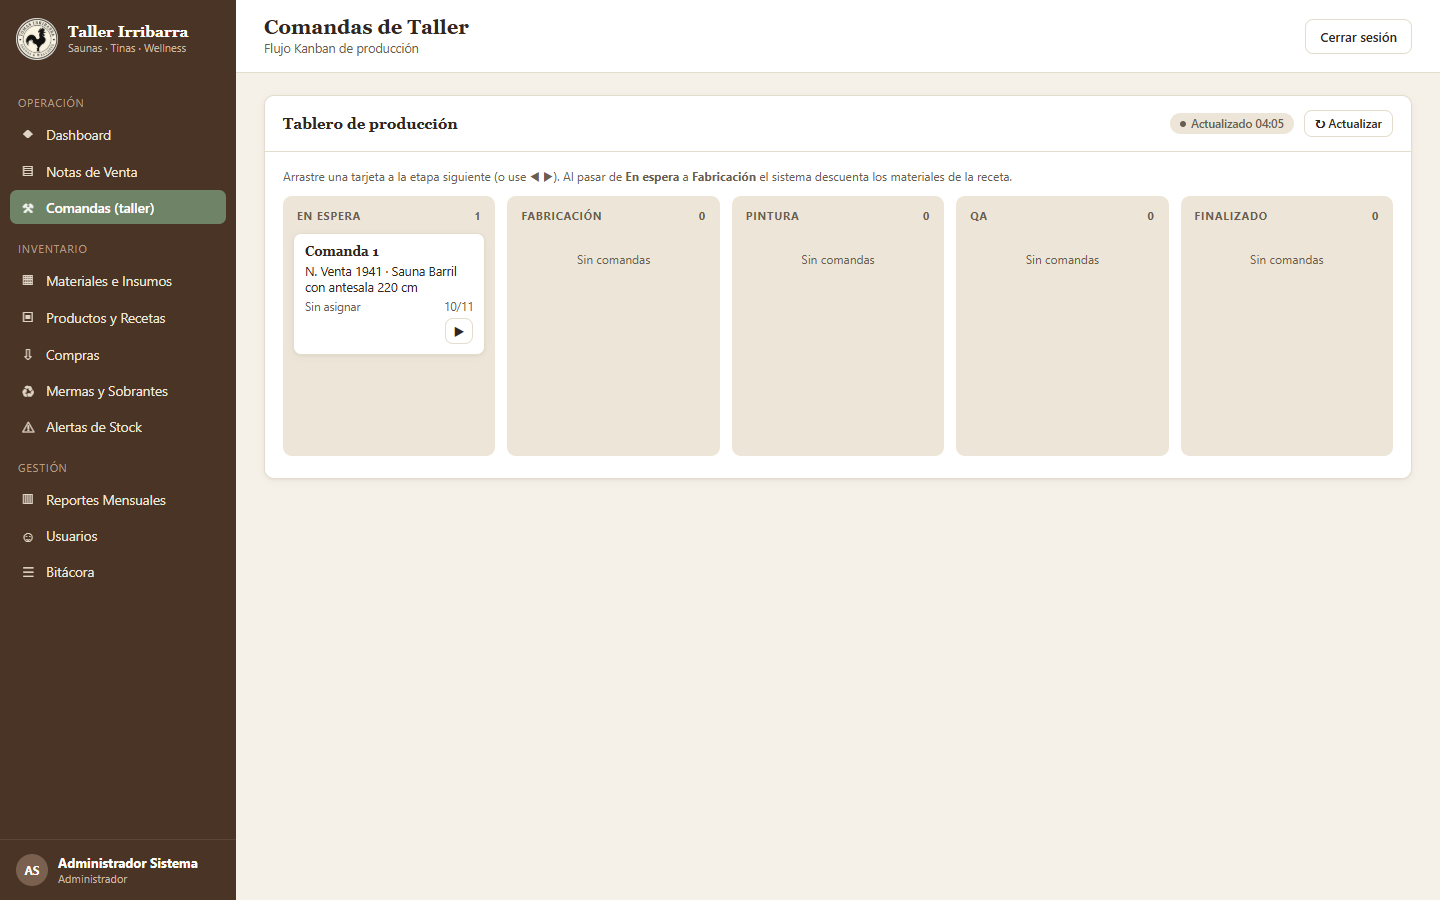 Taller Irribarra
Saunas · Tinas · Wellness
OPERACIÓN
Dashboard
Notas de Venta
Comandas (taller)
INVENTARIO
Materiales e Insumos
Productos y Recetas
Compras
Mermas y Sobrantes
Alertas de Stock
GESTIÓN
Reportes Mensuales
Usuarios
Bitácora
AS
Administrador Sistema
Administrador
Comandas de Taller
Flujo Kanban de producción
Cerrar sesión
Tablero de producción
● Actualizado 04:05
↻ Actualizar
Arrastre una tarjeta a la etapa siguiente (o use ◀ ▶). Al pasar de En espera a Fabricación el sistema descuenta los materiales de la receta.
EN ESPERA 1
Comanda 1
N. Venta 1941 · Sauna Barril
con antesala 220 cm
Sin asignar 10/11
▶
FABRICACIÓN 0
Sin comandas
PINTURA 0
Sin comandas
QA 0
Sin comandas
FINALIZADO 0
Sin comandas